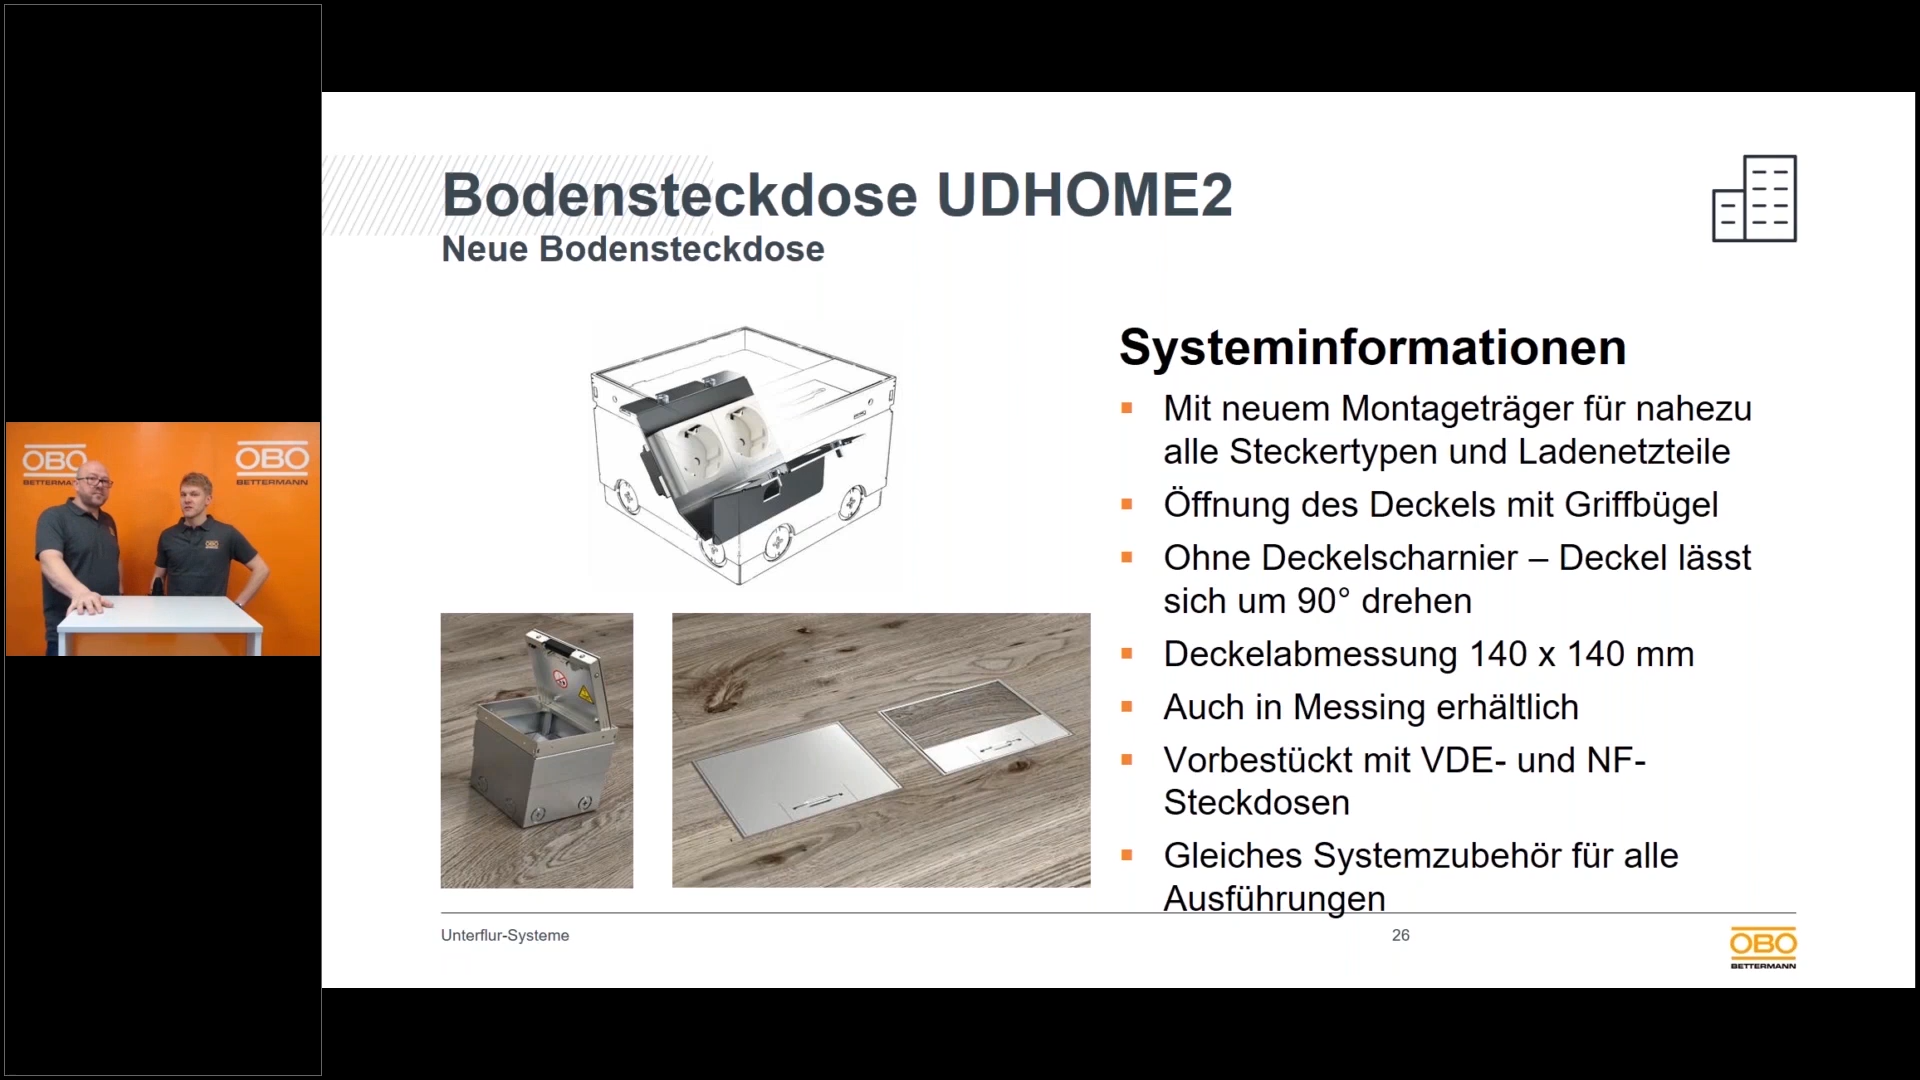 Bodensteckdose UDHOME2
Neue Bodensteckdose
Systeminformationen
Mit neuem Montageträger für nahezu
alle Steckertypen und Ladenetzteile
Öffnung des Deckels mit Griffbügel
Ohne Deckelscharnier – Deckel lässt
sich um 90° drehen
Deckelabmessung 140 x 140 mm
Auch in Messing erhältlich
Vorbestückt mit VDE- und NF-
Steckdosen
Gleiches Systemzubehör für alle
Ausführungen
Unterflur-Systeme
26
OBO
BETTERMANN
OBO
OBO
BETTERMANN